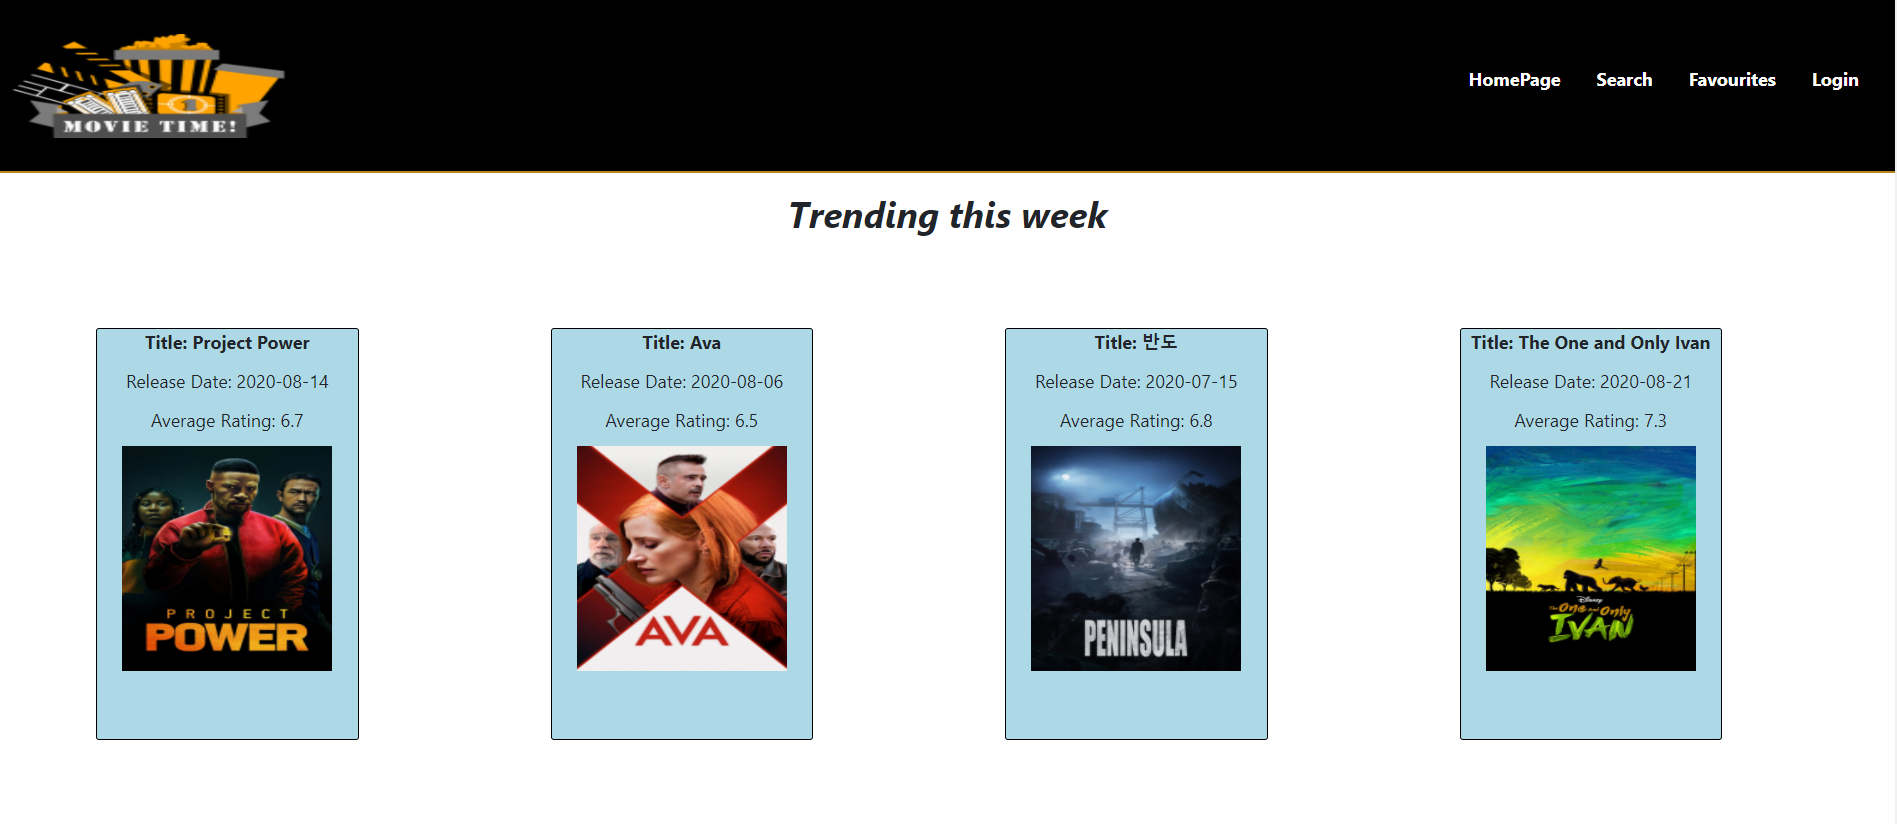 MOVIE TIME!
HomePage Search Favourites Login
Trending this week
Title: Project Power
Release Date: 2020-08-14
Average Rating: 6.7
PROJECT
POWER
Title: Ava
Release Date: 2020-08-06
Average Rating: 6.5
AVA
Title: 반도
Release Date: 2020-07-15
Average Rating: 6.8
PENINSULA
Title: The One and Only Ivan
Release Date: 2020-08-21
Average Rating: 7.3
Disney
The One and Only
IVAN